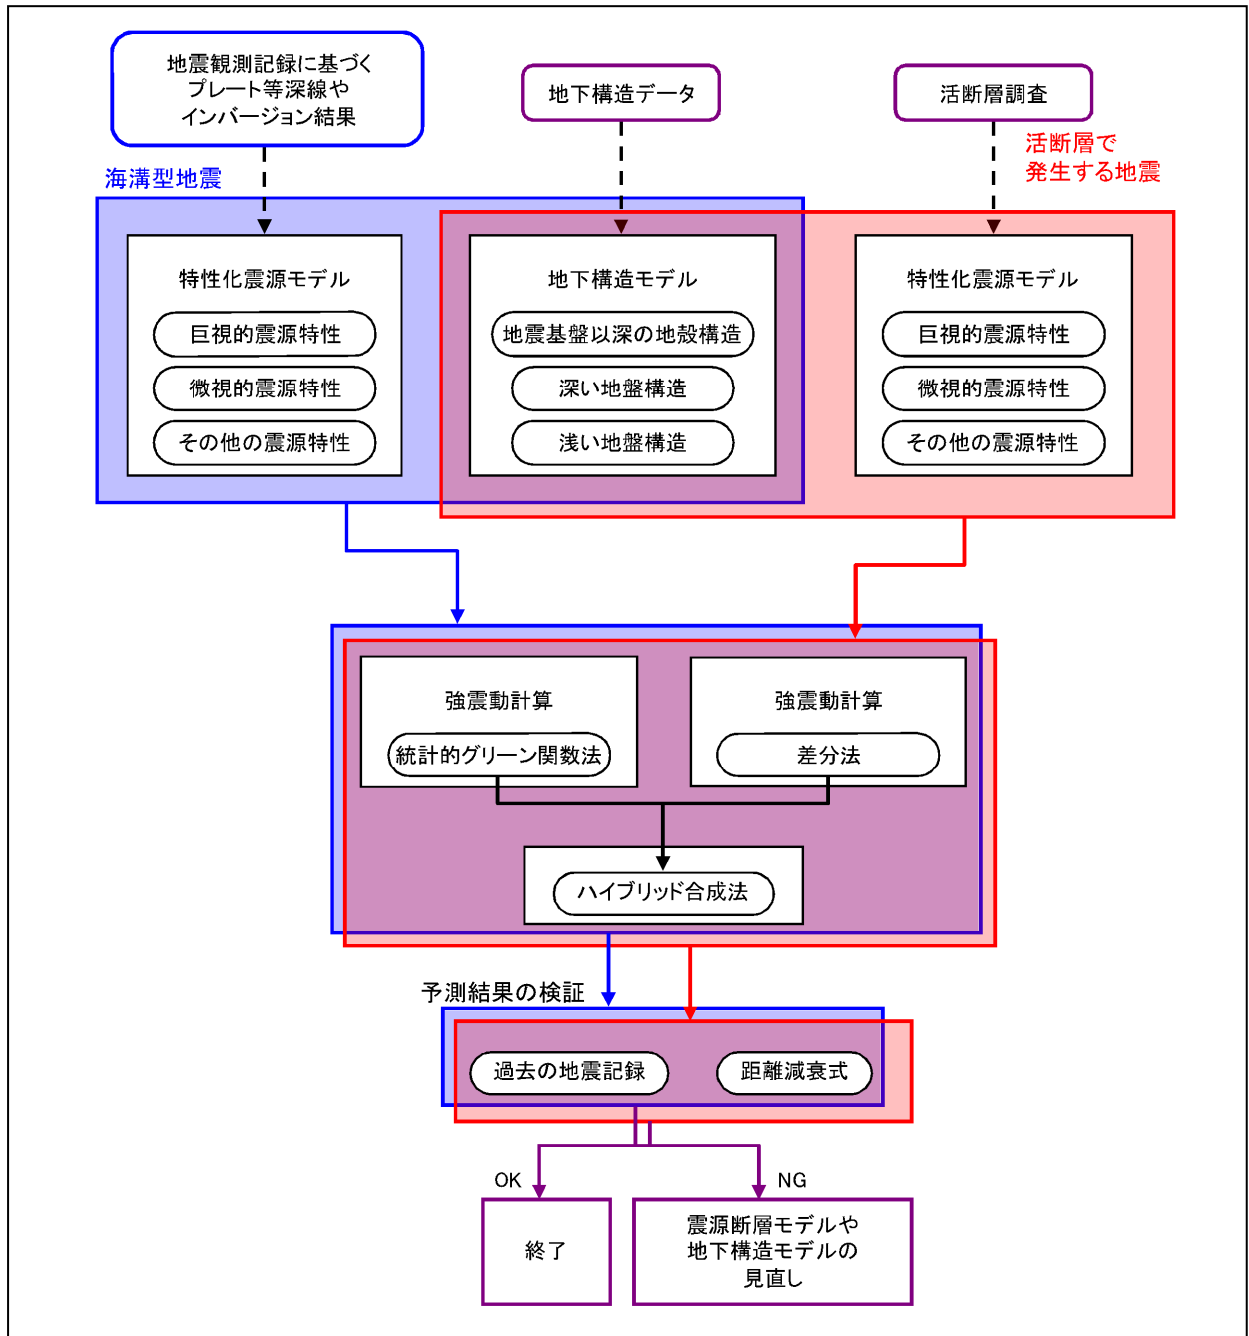 地震観測記録に基づく
プレート等深線や
インバージョン結果
地下構造データ
活断層調査
海溝型地震
活断層で
発生する地震
特性化震源モデル
巨視的震源特性
微視的震源特性
その他の震源特性
地下構造モデル
地震基盤以深の地殻構造
深い地盤構造
浅い地盤構造
特性化震源モデル
巨視的震源特性
微視的震源特性
その他の震源特性
強震動計算
統計的グリーン関数法
強震動計算
差分法
ハイブリッド合成法
予測結果の検証
過去の地震記録
距離減衰式
OK
NG
終了
震源断層モデルや
地下構造モデルの
見直し